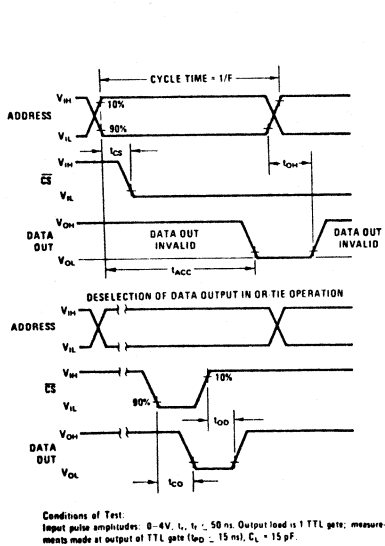 CYCLE TIME = 1/F
ADDRESS
VIH
10%
90%
VIL
tCS
tOH
VIH
CS
VIL
VOH
DATA OUT
DATA OUT INVALID
DATA OUT INVALID
VOL
tACC
DESELECTION OF DATA OUTPUT IN OR-TIE OPERATION
ADDRESS
VIH
VIL
VIH
10%
CS
90%
VIL
tOD
VOH
DATA OUT
VOL
tCO
Conditions of Test:
Input pulse amplitudes: 0-4V, tr, tf ≤ 50 ns. Output load is 1 TTL gate; measure-
ments made at output of TTL gate (tPD ≤ 15 ns), CL = 15 pF.